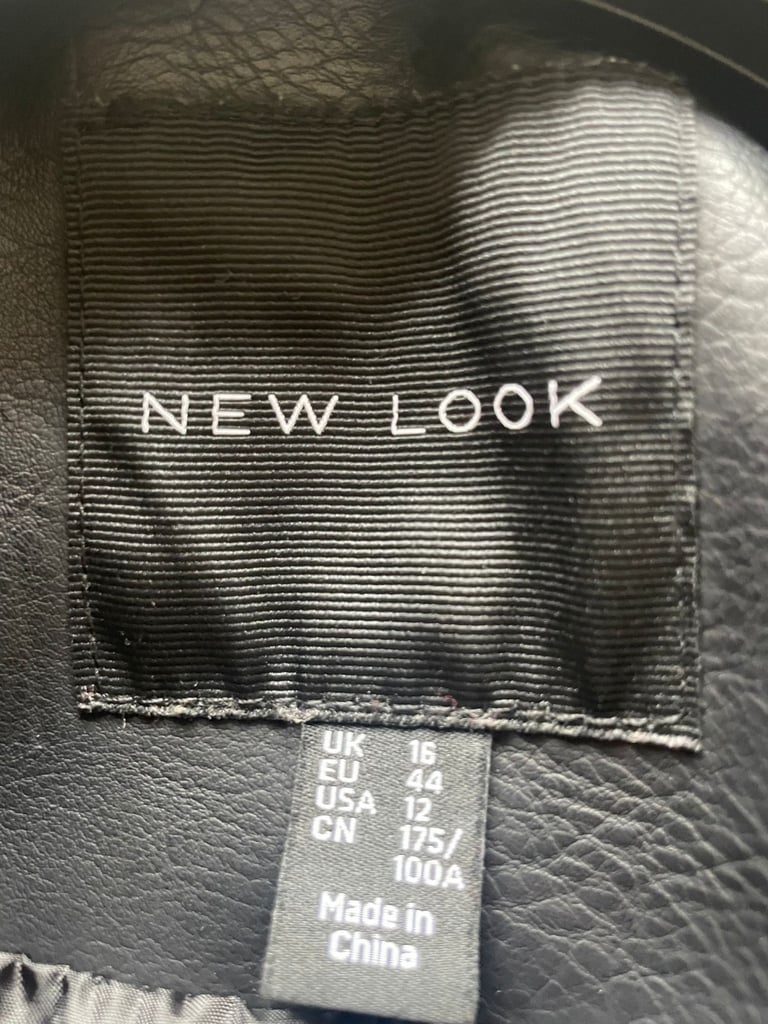 NEW LOOK
UK 16
EU 44
USA 12
CN 175/
100A
Made in
China